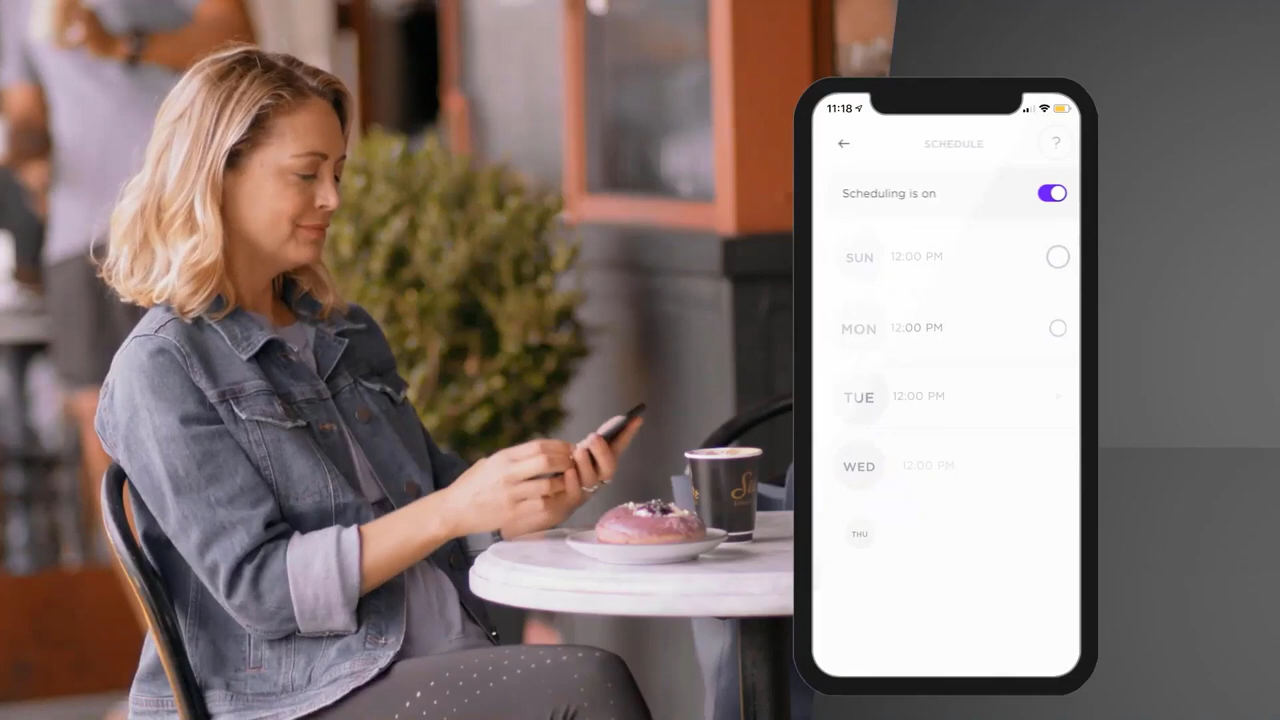 11:18
SCHEDULE
?
Scheduling is on
SUN 12:00 PM
MON 12:00 PM
TUE 12:00 PM
WED 12:00 PM
THU